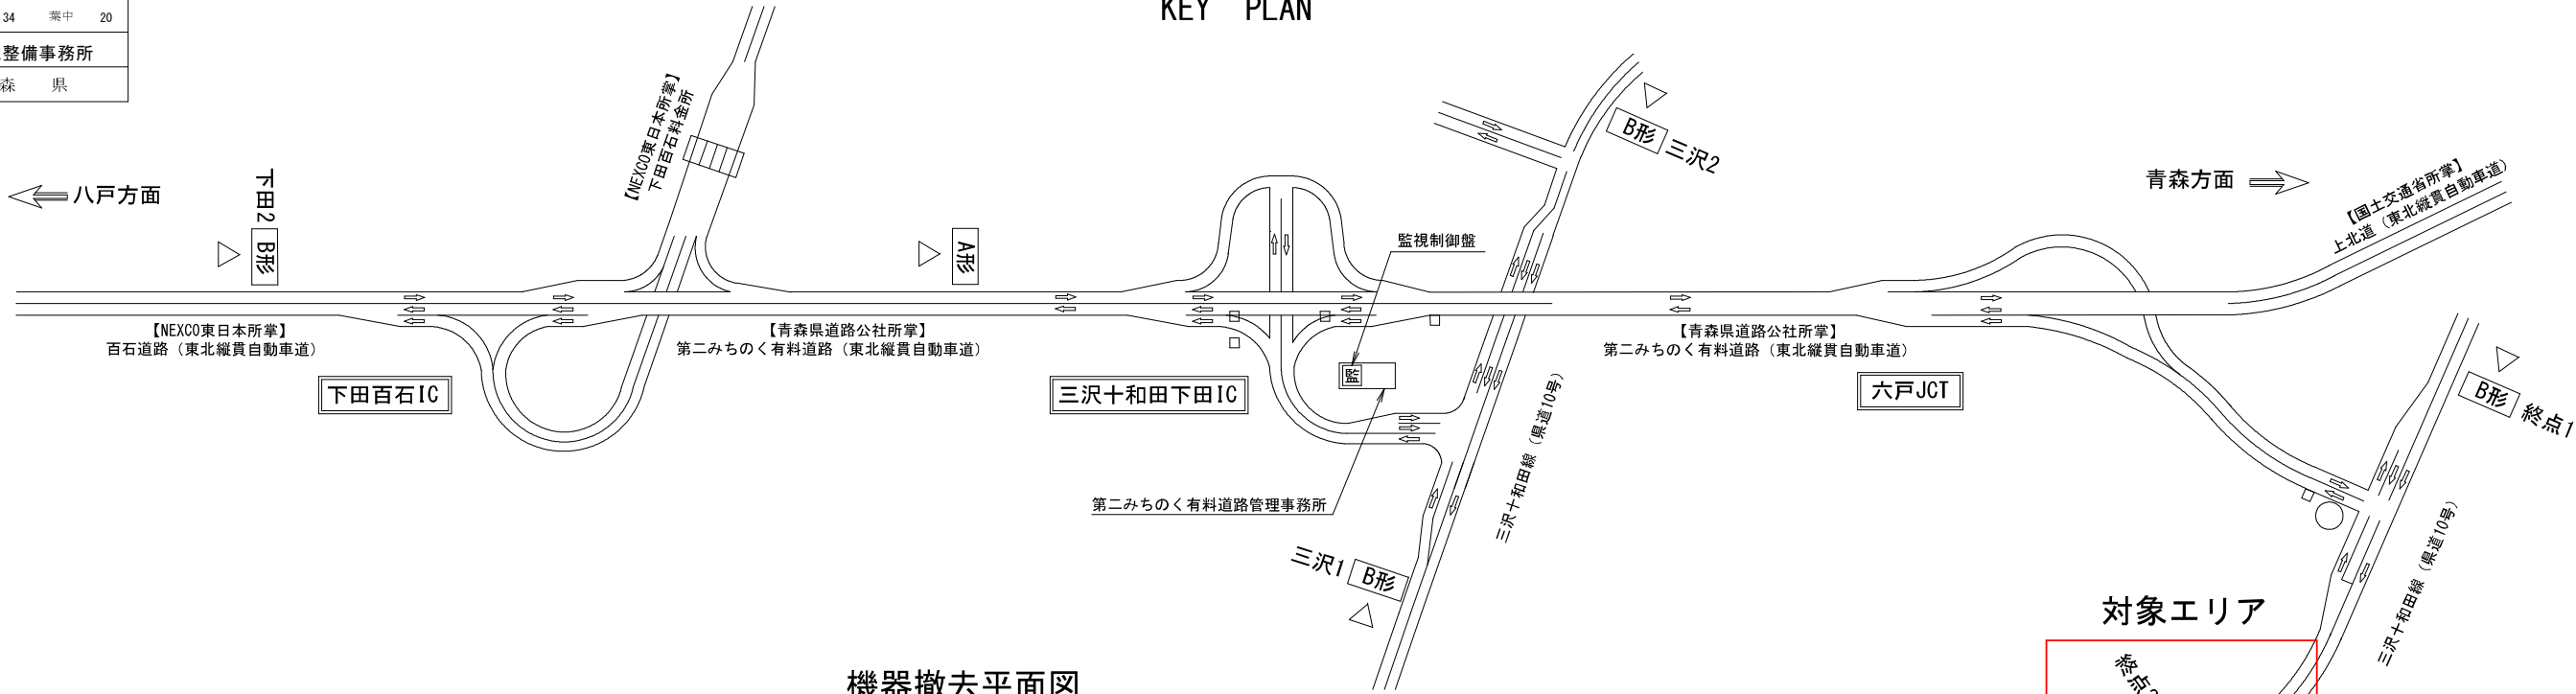 KEY PLAN
34 葉中 20
整備事務所
森 県
【NEXCO東日本所掌】
下田百石料金所
八戸方面
下田2
B形
A形
監視制御盤
B形
三沢2
青森方面
【国土交通省所掌】
上北道（東北縦貫自動車道）
【NEXCO東日本所掌】
百石道路（東北縦貫自動車道）
【青森県道路公社所掌】
第二みちのく有料道路（東北縦貫自動車道）
【青森県道路公社所掌】
第二みちのく有料道路（東北縦貫自動車道）
下田百石IC
三沢十和田下田IC
監
六戸JCT
B形
終点1
三沢十和田線（県道10号）
第二みちのく有料道路管理事務所
三沢1
B形
三沢十和田線（県道10号）
対象エリア
機器撤去平面図
終点